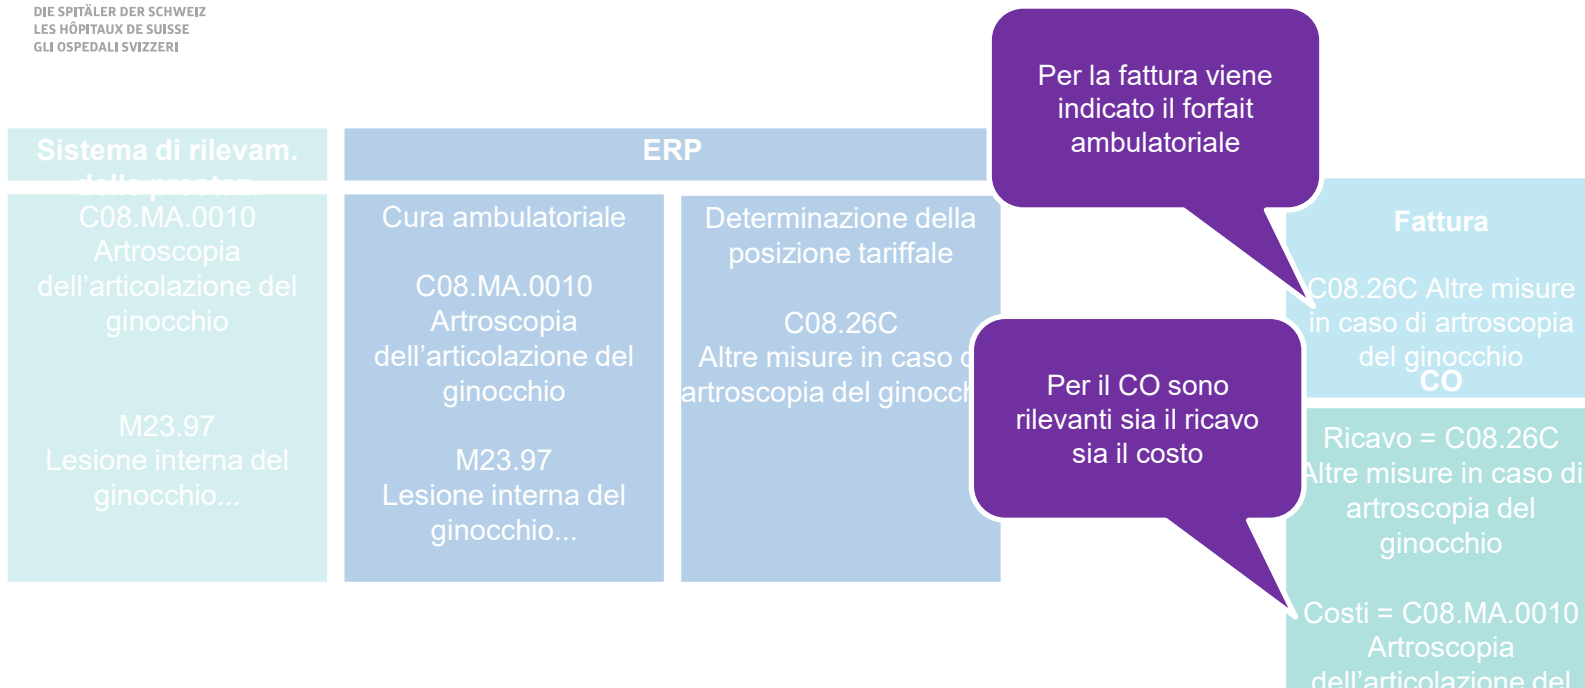 DIE SPITÄLER DER SCHWEIZ
LES HÔPITAUX DE SUISSE
GLI OSPEDALI SVIZZERI
Per la fattura viene
indicato il forfait
ambulatoriale
Sistema di rilevam.
delle prestaz.
C08.MA.0010
Artroscopia
dell’articolazione del
ginocchio
M23.97
Lesione interna del
ginocchio...
ERP
Cura ambulatoriale
C08.MA.0010
Artroscopia
dell’articolazione del
ginocchio
M23.97
Lesione interna del
ginocchio...
Determinazione della
posizione tariffale
C08.26C
Altre misure in caso
artroscopia del
Per il CO sono
rilevanti sia il ricavo
sia il costo
Fattura
C08.26C Altre misure
in caso di artroscopia
del ginocchio
CO
Ricavo = C08.26C
Altre misure in caso di
artroscopia del
ginocchio
Costi = C08.MA.0010
Artroscopia
dell’articolazione del